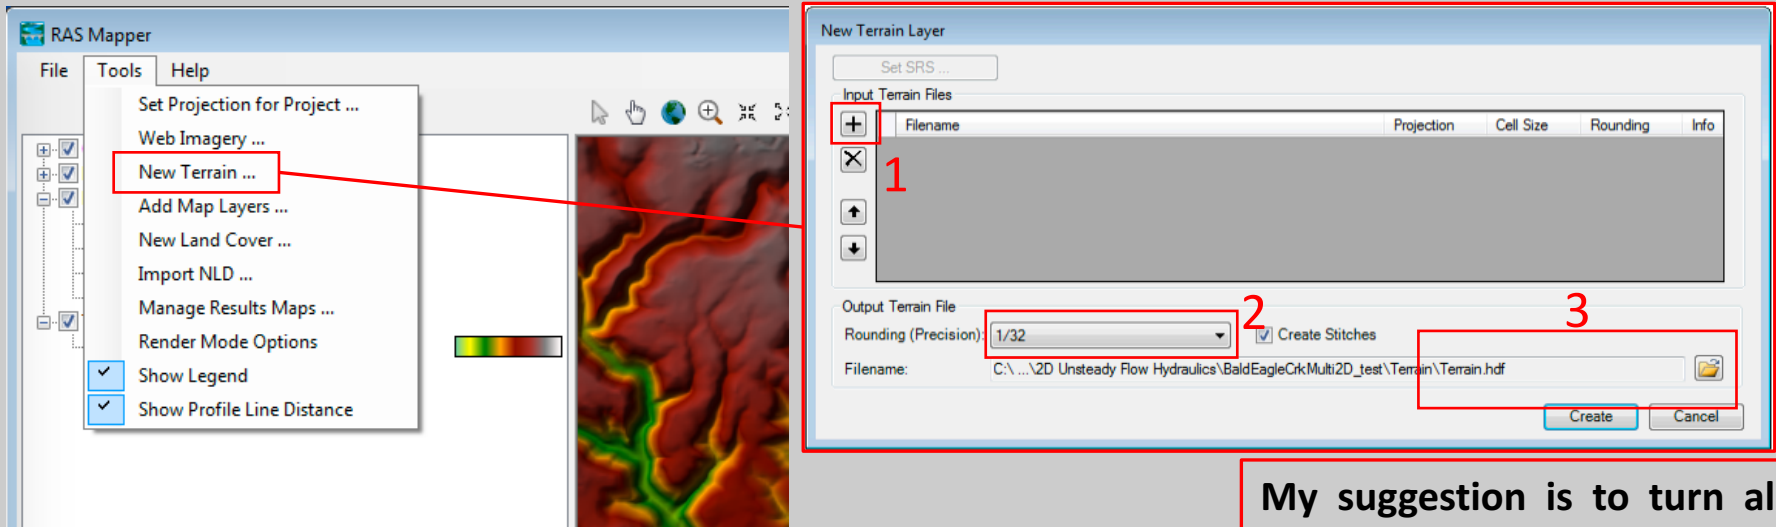 RAS Mapper
File Tools Help
Set Projection for Project ...
Web Imagery ...
New Terrain ...
Add Map Layers ...
New Land Cover ...
Import NLD ...
Manage Results Maps ...
Render Mode Options
Show Legend
Show Profile Line Distance
New Terrain Layer
Set SRS ...
Input Terrain Files
Filename Projection Cell Size Rounding Info
1
Output Terrain File
2
3
Rounding (Precision): 1/32 Create Stitches
Filename: C:\ ...\2D Unsteady Flow Hydraulics\BaldEagleCrkMulti2D_test\Terrain\Terrain.hdf
Create Cancel
My suggestion is to turn al